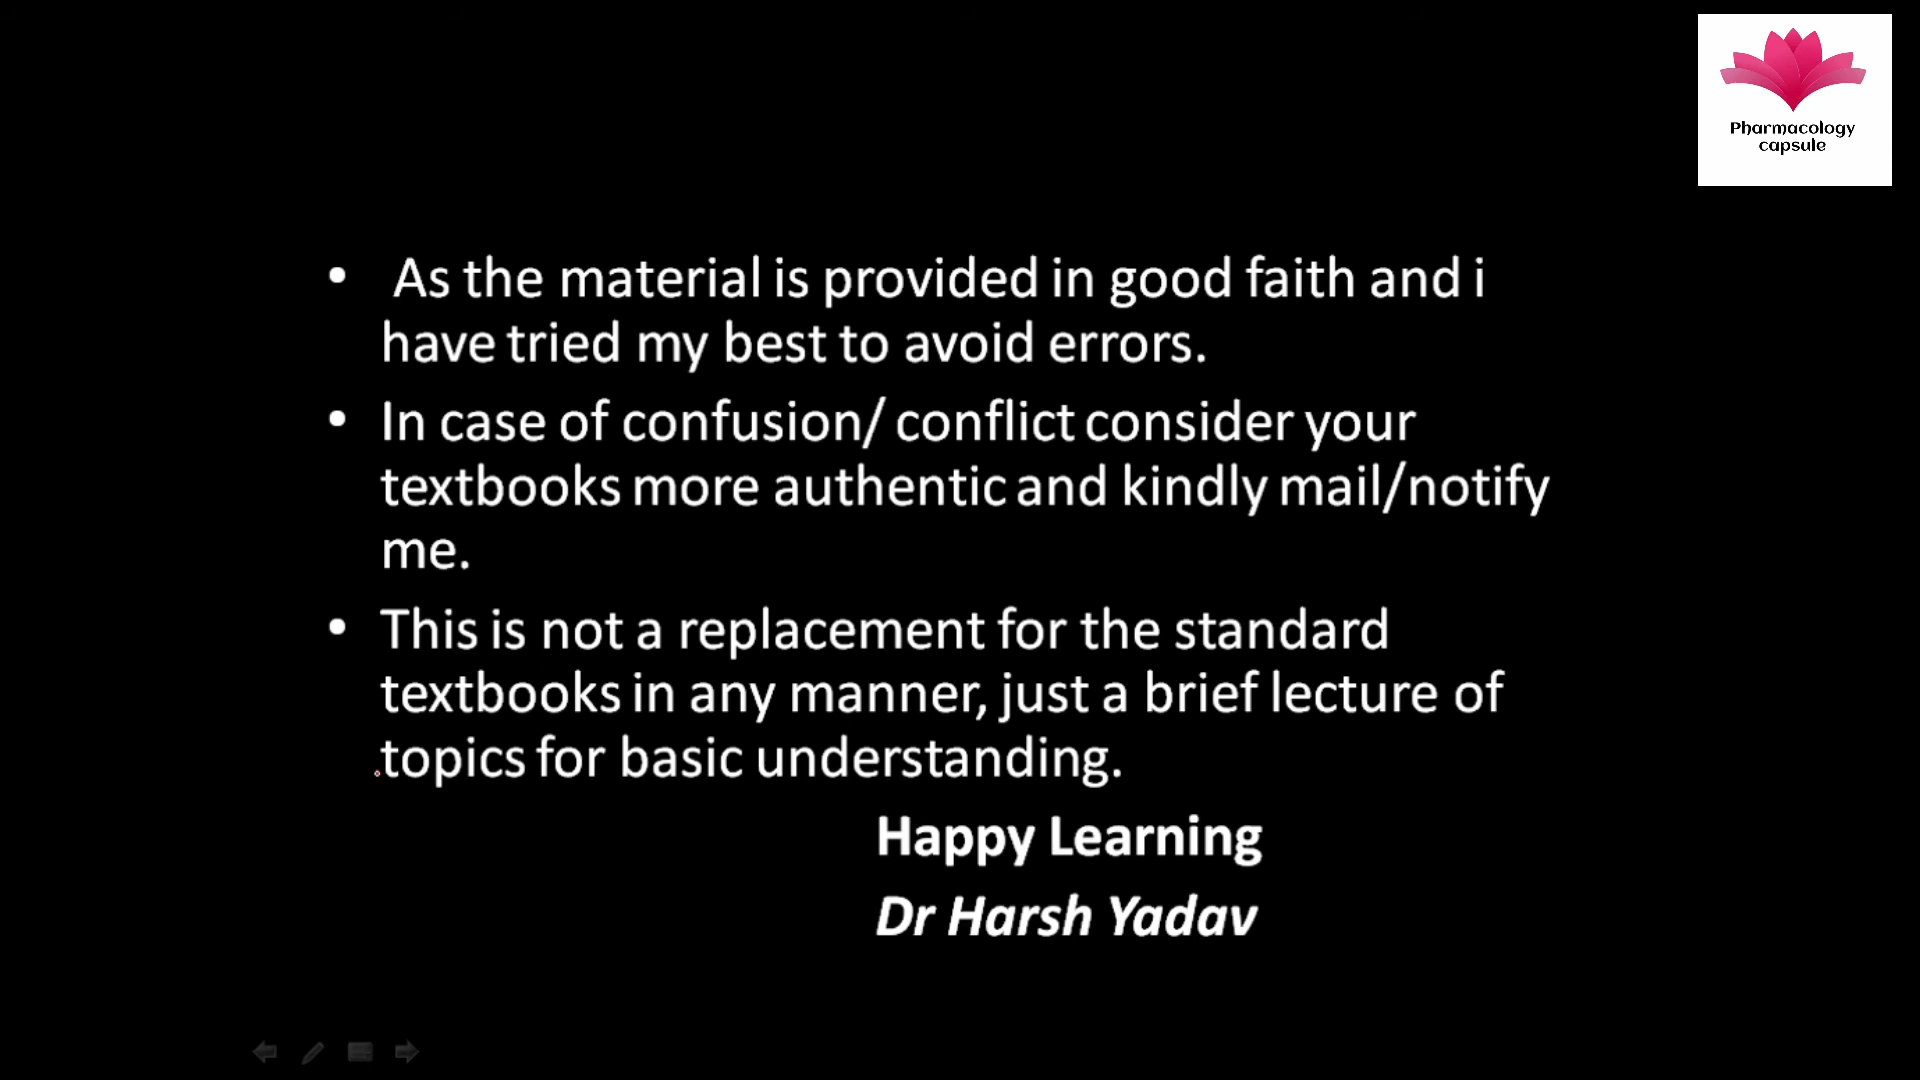 Pharmacology
capsule
• As the material is provided in good faith and i
have tried my best to avoid errors.
• In case of confusion/ conflict consider your
textbooks more authentic and kindly mail/notify
me.
• This is not a replacement for the standard
textbooks in any manner, just a brief lecture of
topics for basic understanding.
Happy Learning
Dr Harsh Yadav